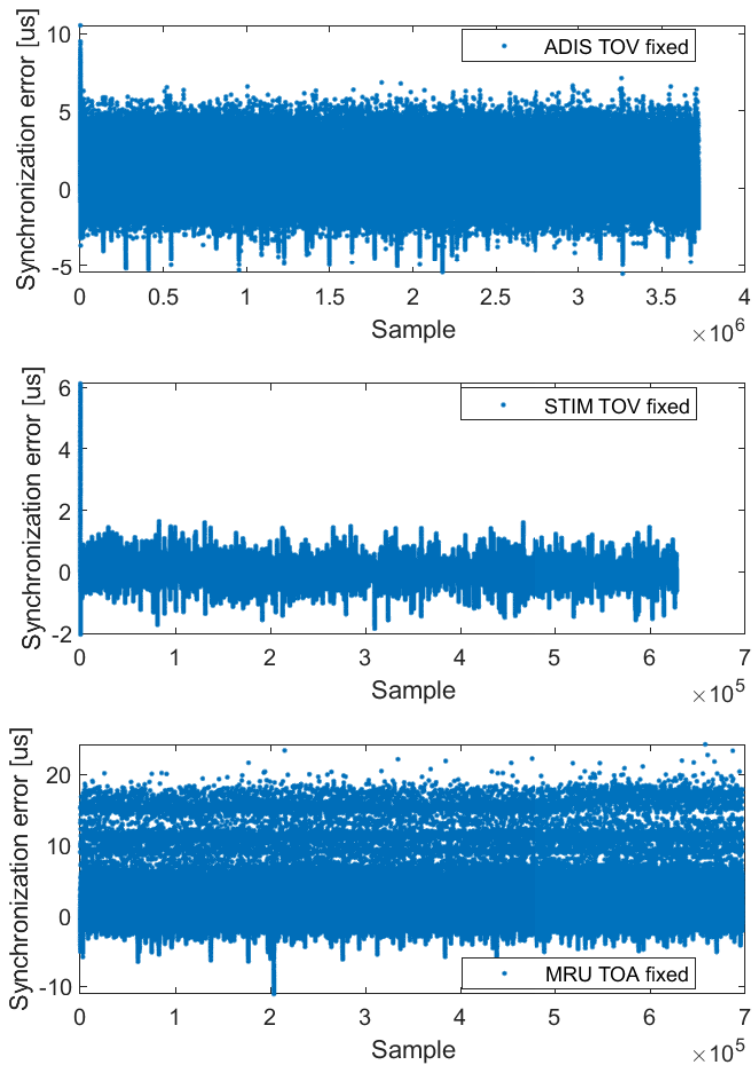 Synchronization error [us]
10
5
0
-5
ADIS TOV fixed
0 0.5 1 1.5 2 2.5 3 3.5 4
Sample
×10^6
Synchronization error [us]
6
4
2
0
-2
STIM TOV fixed
0 1 2 3 4 5 6 7
Sample
×10^5
Synchronization error [us]
20
10
0
-10
MRU TOA fixed
0 1 2 3 4 5 6 7
Sample
×10^5